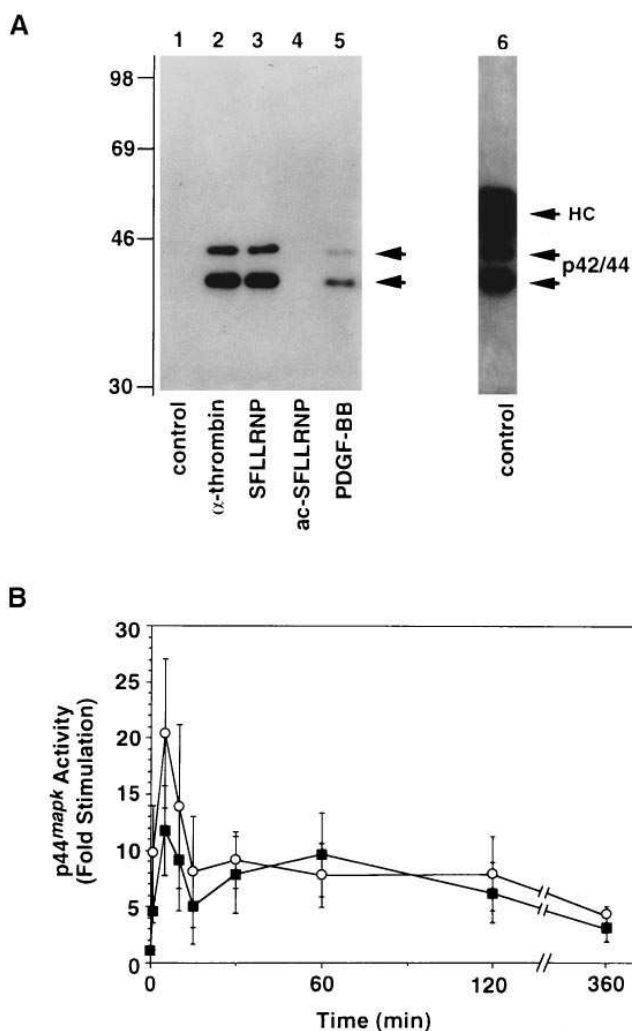 A
1 2 3 4 5 6
98
69
46
30
HC
p42/44
control
α-thrombin
SFLLRNP
ac-SFLLRNP
PDGF-BB
control
B
p44mapk Activity
(Fold Stimulation)
30
25
20
15
10
5
0
0 60 120 360
Time (min)